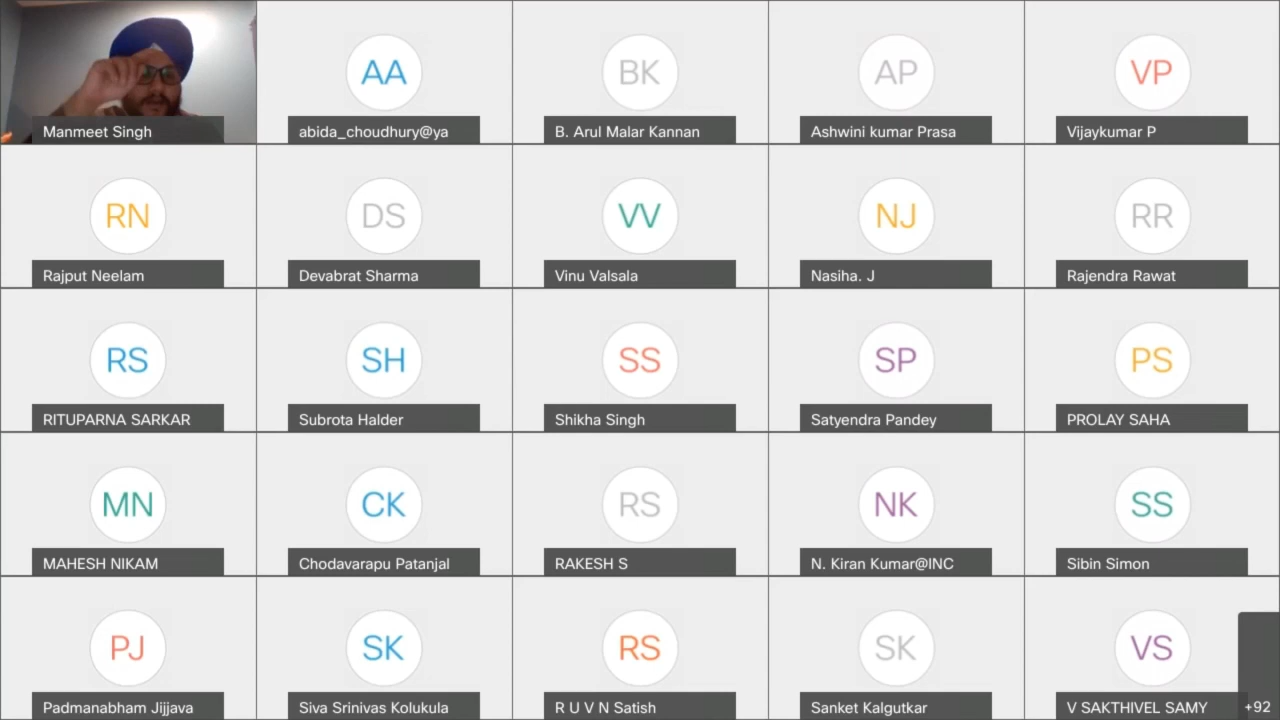 Manmeet Singh
AA
abida_choudhury@ya
BK
B. Arul Malar Kannan
AP
Ashwini kumar Prasa
VP
Vijaykumar P
RN
Rajput Neelam
DS
Devabrat Sharma
VV
Vinu Valsala
NJ
Nasiha. J
RR
Rajendra Rawat
RS
RITUPARNA SARKAR
SH
Subrota Halder
SS
Shikha Singh
SP
Satyendra Pandey
PS
PROLAY SAHA
MN
MAHESH NIKAM
CK
Chodavarapu Patanjal
RS
RAKESH S
NK
N. Kiran Kumar@INC
SS
Sibin Simon
PJ
Padmanabham Jijjava
SK
Siva Srinivas Kolukula
RS
R U V N Satish
SK
Sanket Kalgutkar
VS
V SAKTHIVEL SAMY
+92